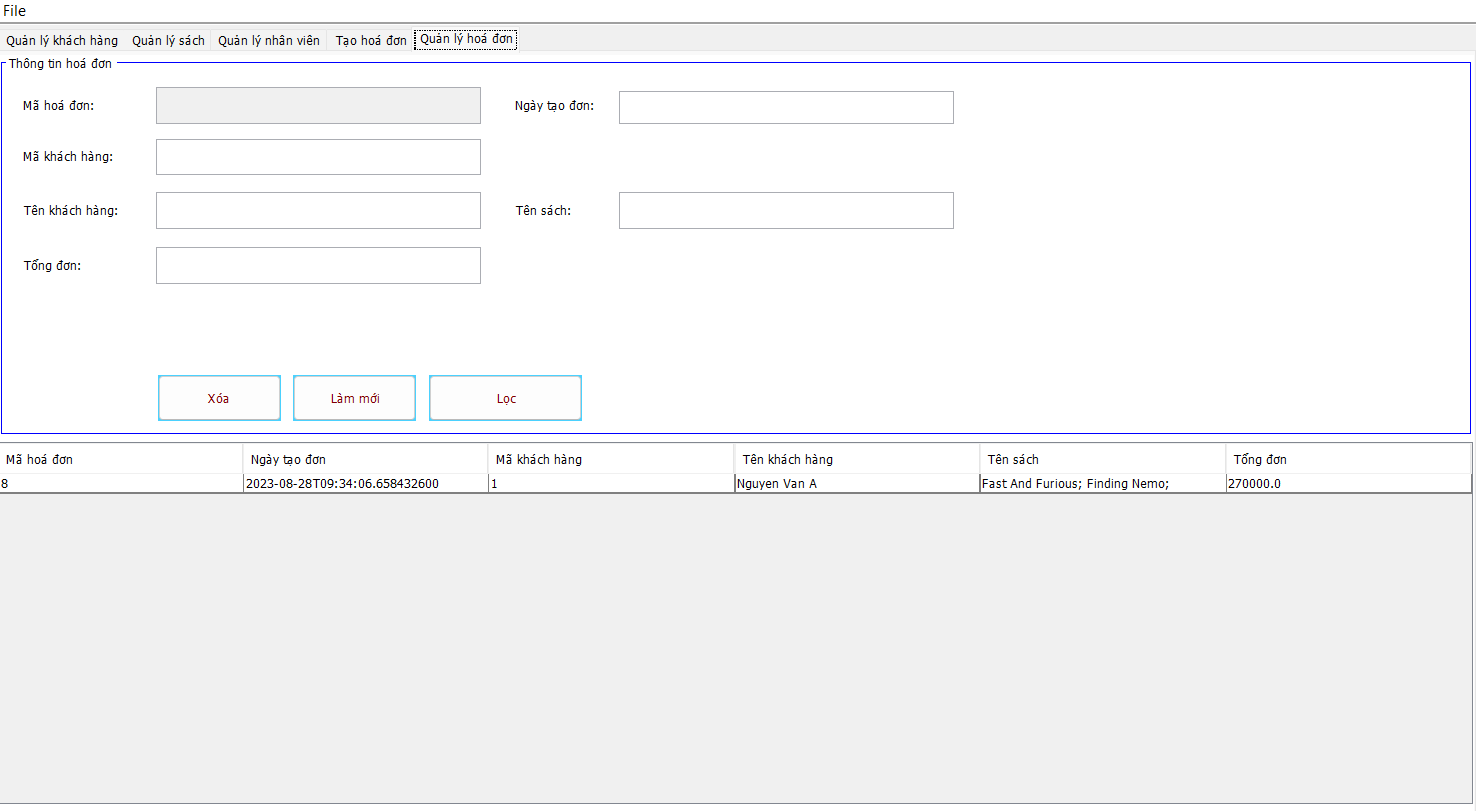 File
Quản lý khách hàng Quản lý sách Quản lý nhân viên Tạo hoá đơn Quản lý hoá đơn
Thông tin hoá đơn
Mã hoá đơn: Ngày tạo đơn:
Mã khách hàng:
Tên khách hàng: Tên sách:
Tổng đơn:
Xóa Làm mới Lọc
Mã hoá đơn Ngày tạo đơn Mã khách hàng Tên khách hàng Tên sách Tổng đơn
8 2023-08-28T09:34:06.658432600 1 Nguyen Van A Fast And Furious; Finding Nemo; 270000.0